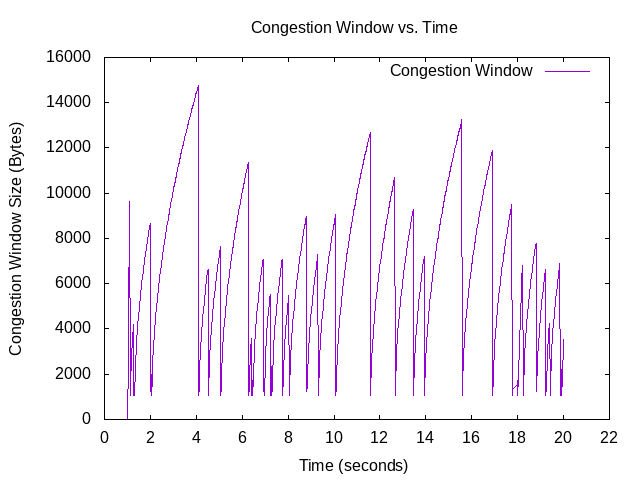 Congestion Window vs. Time
Congestion Window
16000
14000
12000
10000
8000
6000
4000
2000
0
Congestion Window Size (Bytes)
0 2 4 6 8 10 12 14 16 18 20 22
Time (seconds)